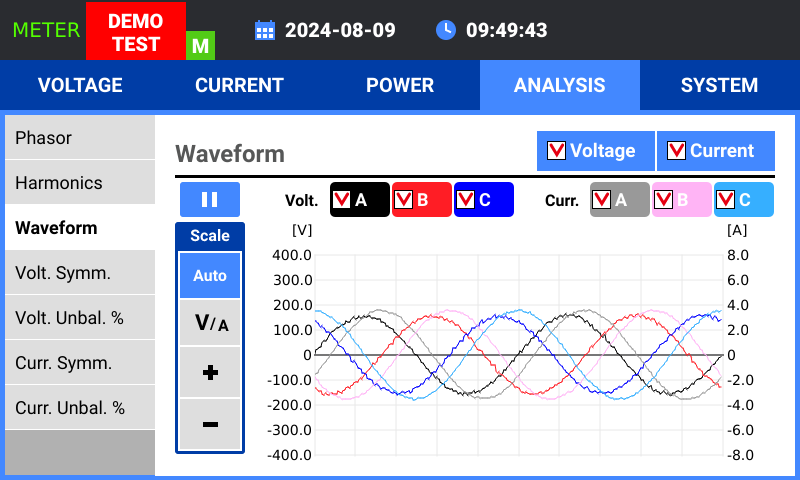 METER
DEMO
TEST
M
2024-08-09
09:49:43
VOLTAGE CURRENT POWER ANALYSIS SYSTEM
Phasor
Harmonics
Waveform
Volt. Symm.
Volt. Unbal. %
Curr. Symm.
Curr. Unbal. %
Waveform
Voltage Current
Volt. A B C Curr. A B C
Scale
Auto
V/A
+
−
[V]
400.0
300.0
200.0
100.0
0
-100.0
-200.0
-300.0
-400.0
[A]
8.0
6.0
4.0
2.0
0
-2.0
-4.0
-6.0
-8.0